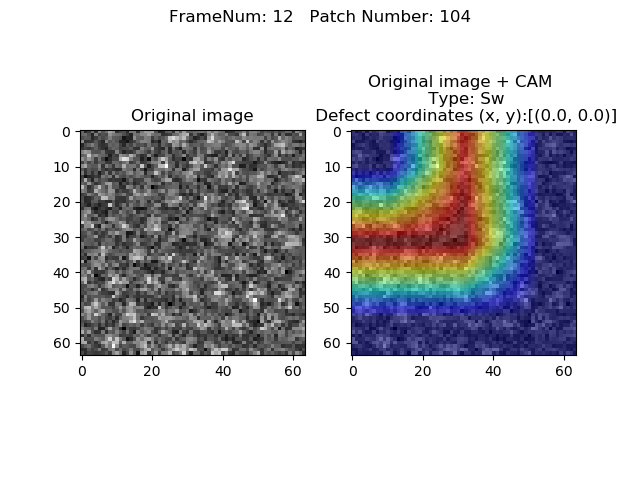 FrameNum: 12   Patch Number: 104
Original image
0
10
20
30
40
50
60
0 20 40 60
Original image + CAM
Type: Sw
Defect coordinates (x, y):[(0.0, 0.0)]
0
10
20
30
40
50
60
0 20 40 60